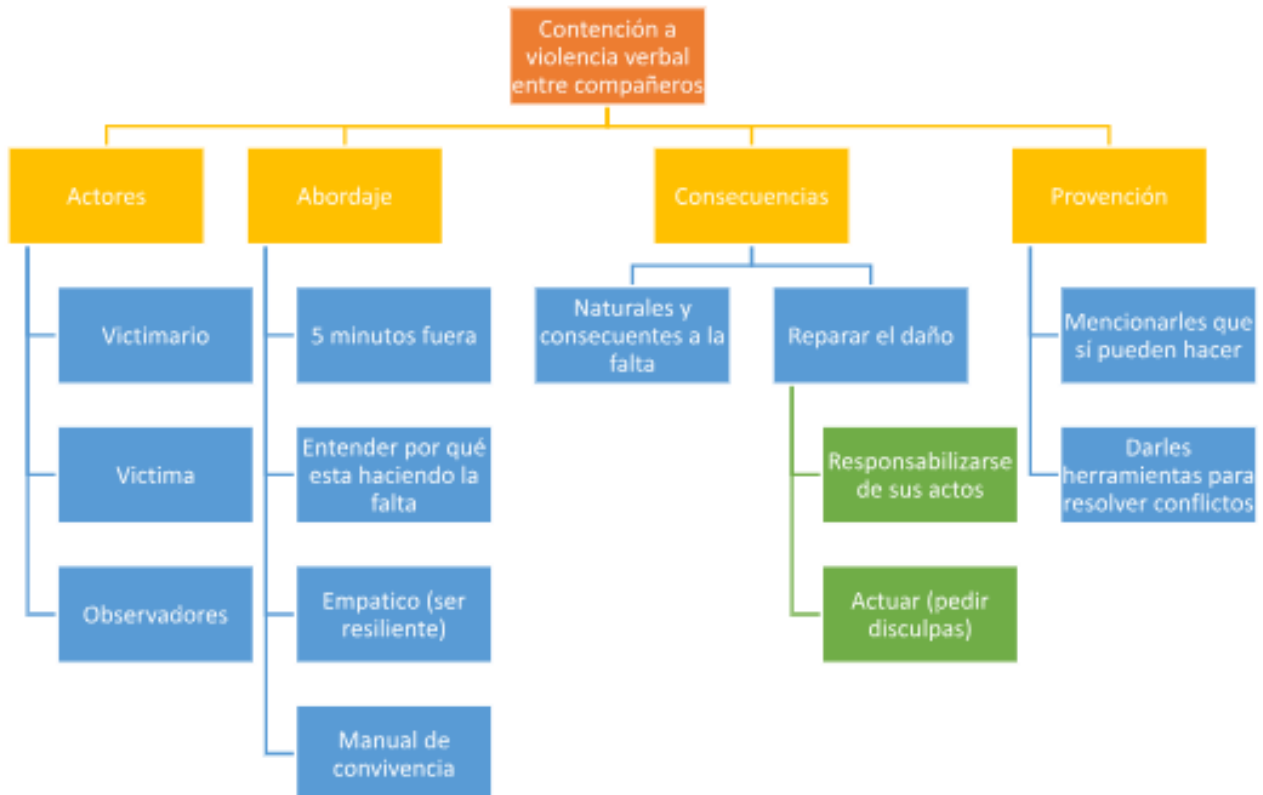 Contención a
violencia verbal
entre compañeros
Actores
Abordaje
Consecuencias
Provención
Victimario
5 minutos fuera
Naturales y
consecuentes a la
falta
Reparar el daño
Mencionarles que
sí pueden hacer
Victima
Entender por qué
esta haciendo la
falta
Responsabilizarse
de sus actos
Darles
herramientas para
resolver conflictos
Observadores
Empatico (ser
resiliente)
Actuar (pedir
disculpas)
Manual de
convivencia